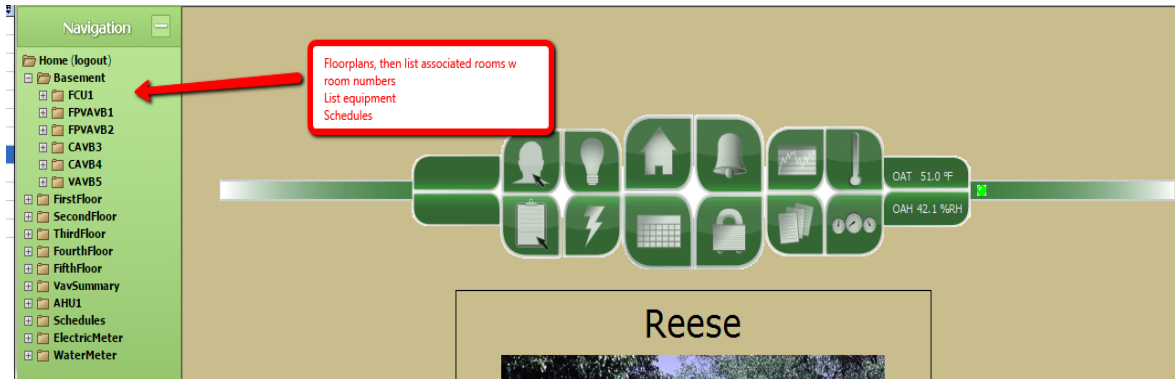 Navigation
Home (logout)
Basement
FCU1
FPVAVB1
FPVAVB2
CAVB3
CAVB4
VAVB5
FirstFloor
SecondFloor
ThirdFloor
FourthFloor
FifthFloor
VavSummary
AHU1
Schedules
ElectricMeter
WaterMeter
Floorplans, then list associated rooms w
room numbers
List equipment
Schedules
OAT 51.0 °F
OAH 42.1 %RH
Reese